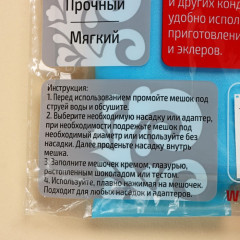 Прочный
Мягкий
и других конд
удобно испол
приготовлени
и эклеров.
Инструкция:
1. Перед использованием промойте мешок под
струей воды и обсушите.
2. Выберите необходимую насадку или адаптер,
при необходимости подрежьте мешок под
необходимый диаметр или используйте без
насадки. Далее проденьте насадку внутрь
мешка.
3. Заполните мешочек кремом, глазурью,
растопленным шоколадом или тестом.
4. Используйте, плавно нажимая на мешочек.
Подходит для любых насадок и адаптеров.
W